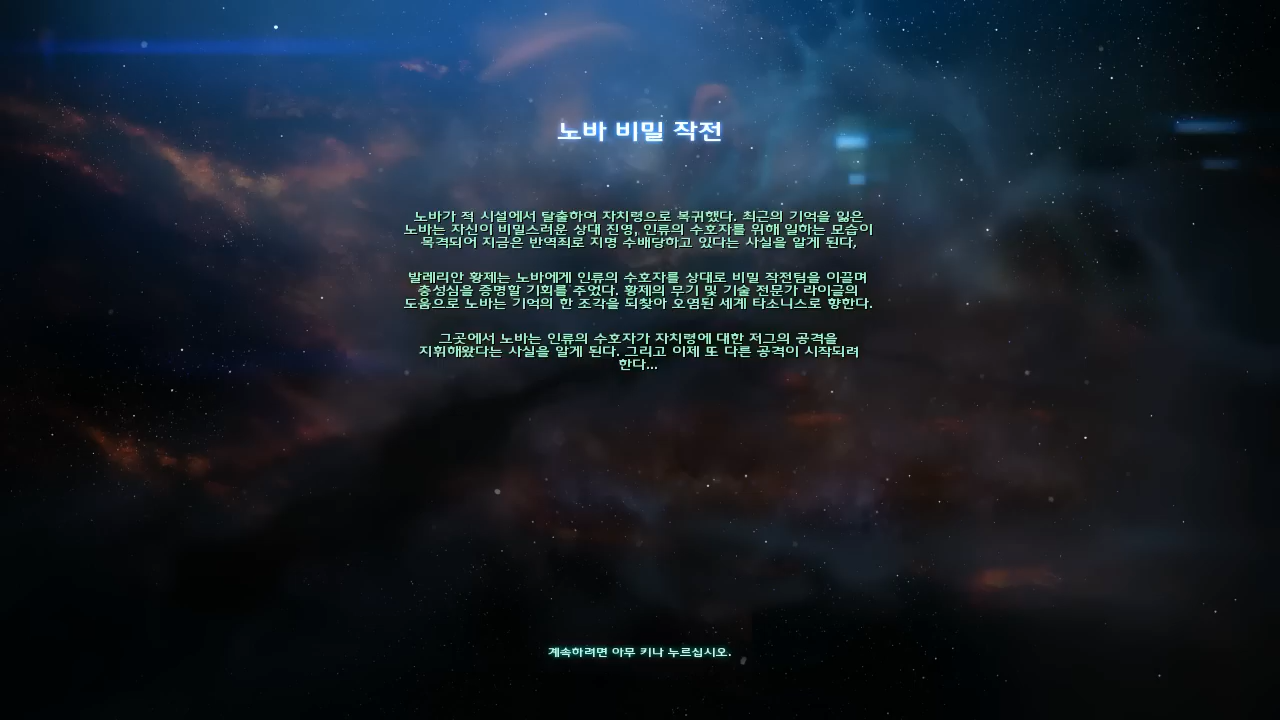 노바 비밀 작전
노바가 적 시설에서 탈출하여 자치령으로 복귀했다. 최근의 기억을 잃은
노바는 자신이 비밀스러운 상대 진영, 인류의 수호자를 위해 일하는 모습이
목격되어 지금은 반역죄로 지명 수배당하고 있다는 사실을 알게 된다,
발레리안 황제는 노바에게 인류의 수호자를 상대로 비밀 작전팀을 이끌며
충성심을 증명할 기회를 주었다. 황제의 무기 및 기술 전문가 라이글의
도움으로 노바는 기억의 한 조각을 되찾아 오염된 세계 타소니스로 향한다.
그곳에서 노바는 인류의 수호자가 자치령에 대한 저그의 공격을
지휘해왔다는 사실을 알게 된다. 그리고 이제 또 다른 공격이 시작되려
한다...
계속하려면 아무 키나 누르십시오.